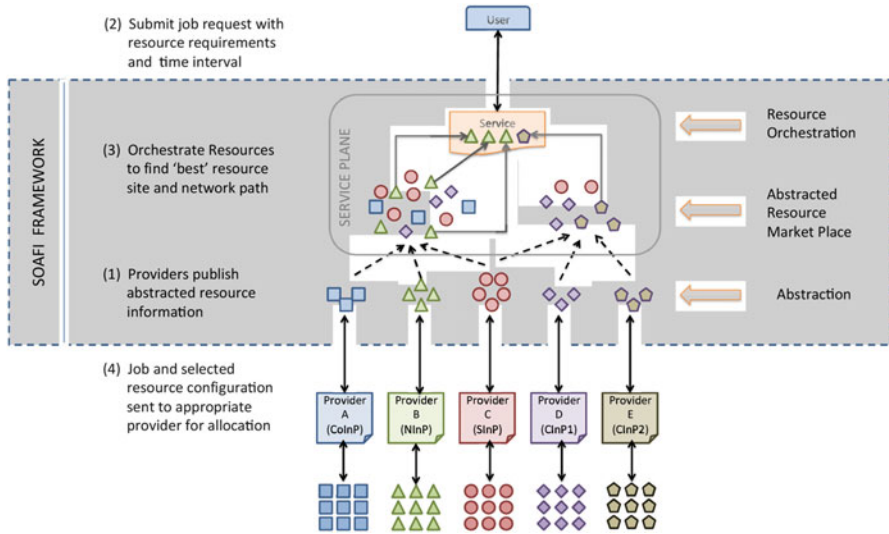 (2) Submit job request with
resource requirements
and time interval
User
SOAFI FRAMEWORK
SERVICE PLANE
Service
(3) Orchestrate Resources
to find ‘best’ resource
site and network path
Resource
Orchestration
Abstracted
Resource
Market Place
(1) Providers publish
abstracted resource
information
Abstraction
(4) Job and selected
resource configuration
sent to appropriate
provider for allocation
Provider
A
(CoInP)
Provider
B
(NInP)
Provider
C
(SInP)
Provider
D
(CInP1)
Provider
E
(CInP2)